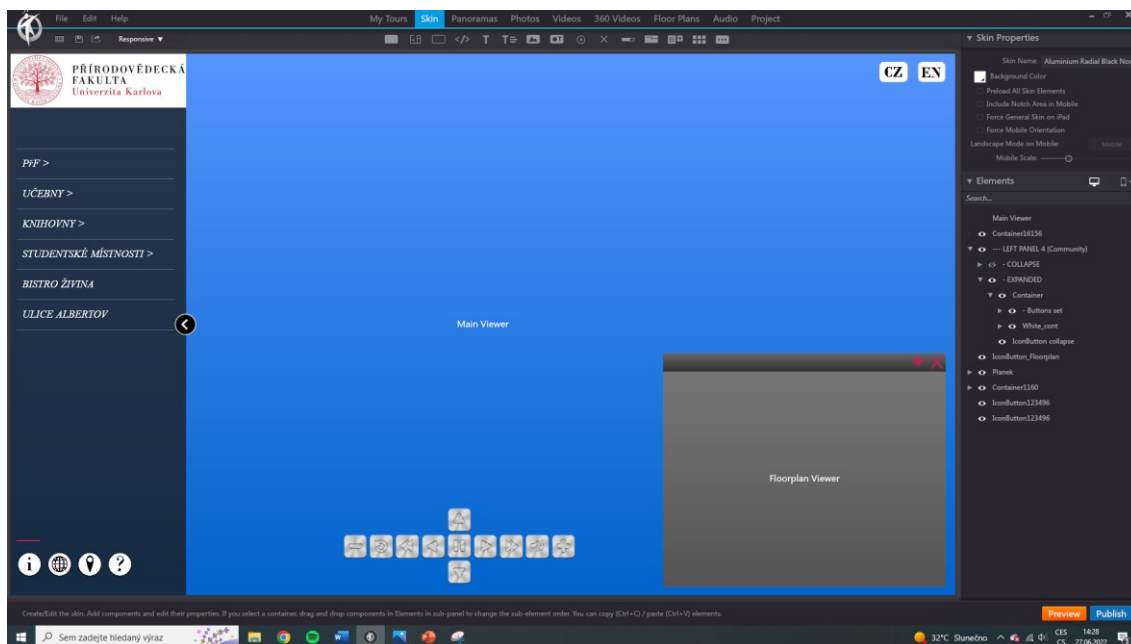 File Edit Help
My Tours Skin Panoramas Photos Videos 360 Videos Floor Plans Audio Project
Responsive
Skin Properties
Skin Name: Aluminium Radial Black Nor
Background Color
Preload All Skin Elements
Include Notch Area in Mobile
Force General Skin on iPad
Force Mobile Orientation
Landscape Mode on Mobile: Mobile
Mobile Scale:
Elements
Search...
Main Viewer
Container16156
--- LEFT PANEL 4 (Community)
- COLLAPSE
- EXPANDED
Container
- Buttons set
White_cont
IconButton collapse
IconButton_Floorplan
Planek
Container1160
IconButton123496
IconButton123496
PŘÍRODOVĚDECKÁ
FAKULTA
Univerzita Karlova
CZ EN
PřF >
UČEBNY >
KNIHOVNY >
STUDENTSKÉ MÍSTNOSTI >
BISTRO ŽIVINA
ULICE ALBERTOV
Main Viewer
Floorplan Viewer
Create/Edit the skin. Add components and edit their properties. If you select a container, drag and drop components in Elements in sub-panel to change the sub-element order. You can copy (Ctrl+C) / paste (Ctrl+V) elements.
Preview Publish
Sem zadejte hledaný výraz
32°C Slunečno
CES 14:28
CS 27.06.2022